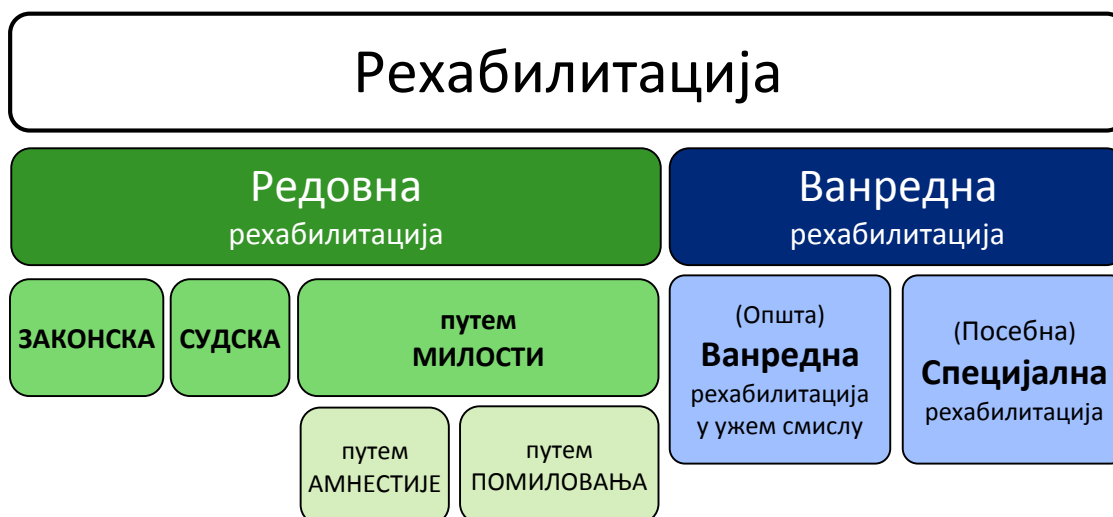 Рехабилитација
Редовна
рехабилитација
Ванредна
рехабилитација
ЗАКОНСКА
СУДСКА
путем
МИЛОСТИ
(Општа)
Ванредна
рехабилитација
у ужем смислу
(Посебна)
Специјална
рехабилитација
путем
АМНЕСТИЈЕ
путем
ПОМИЛОВАЊА